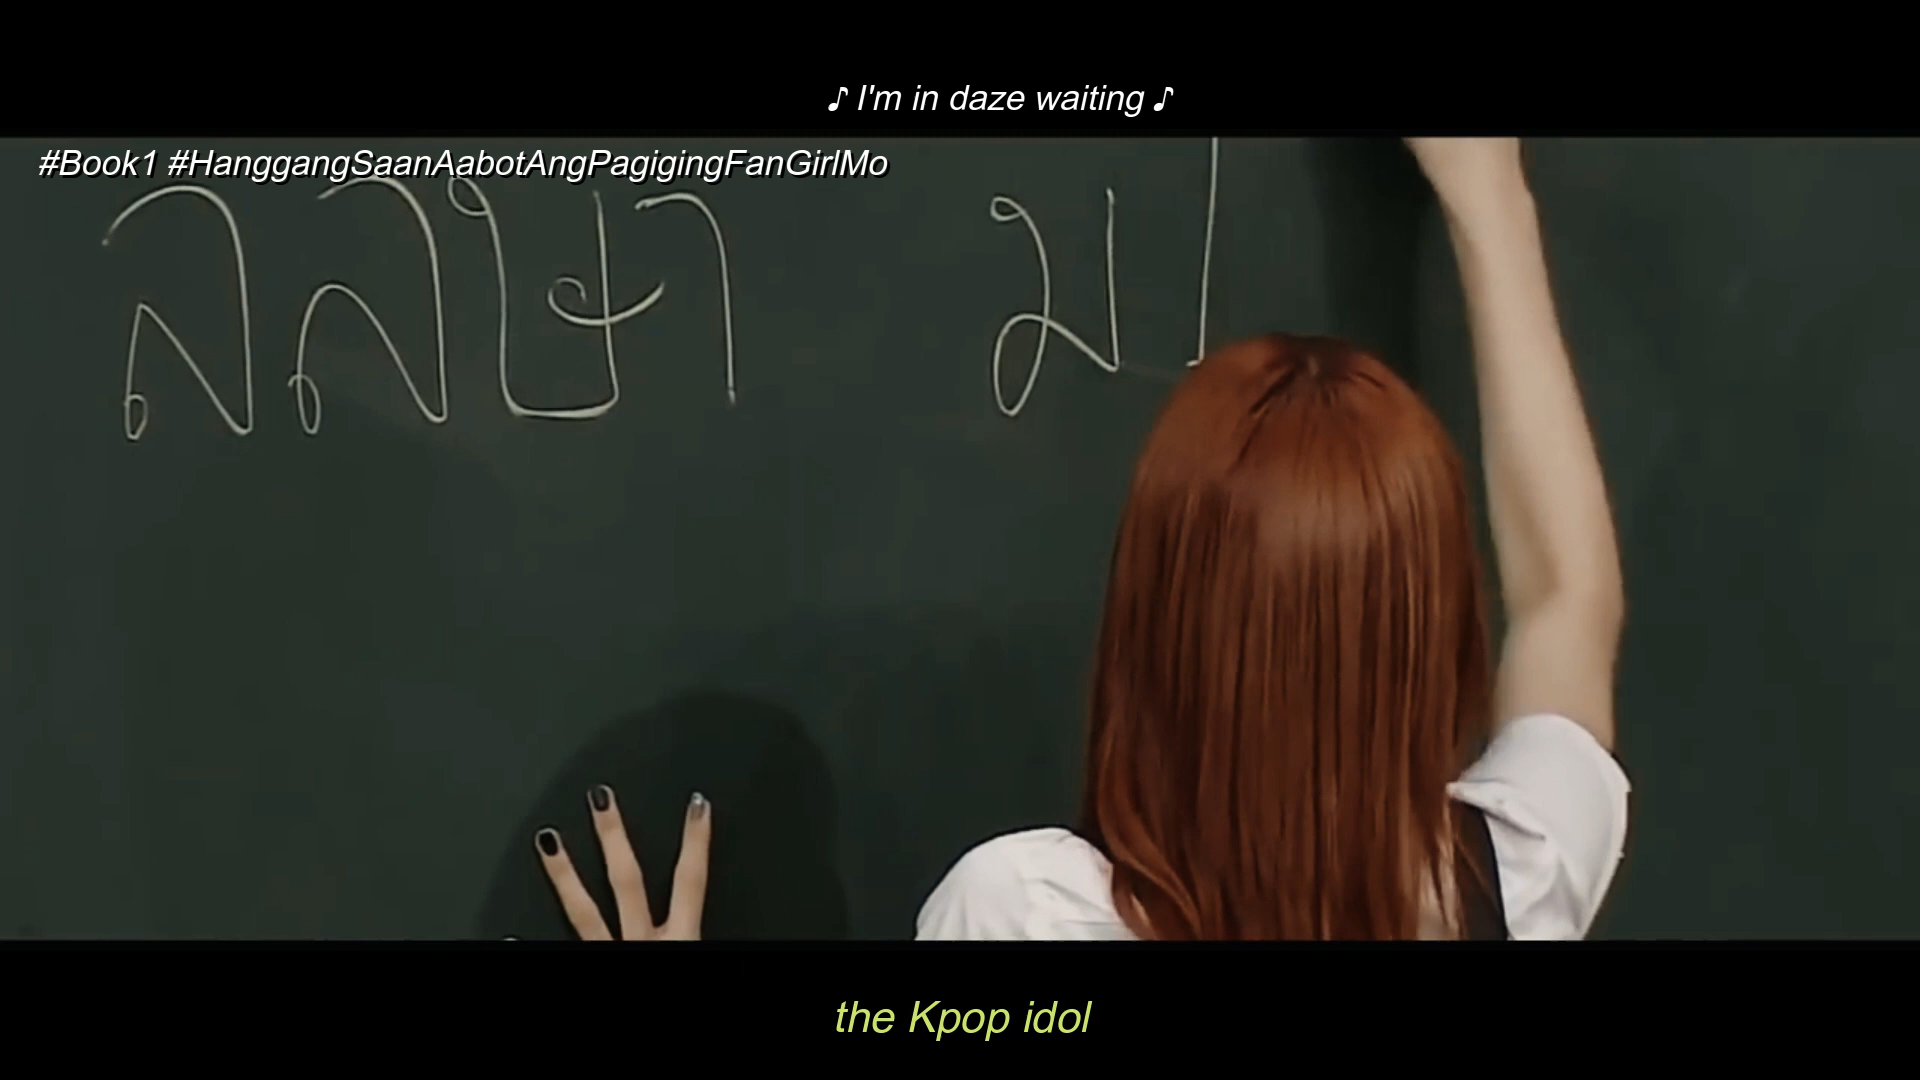 ♪ I'm in daze waiting ♪
#Book1 #HanggangSaanAabotAngPagigingFanGirlMo
ลลษา ม
the Kpop idol